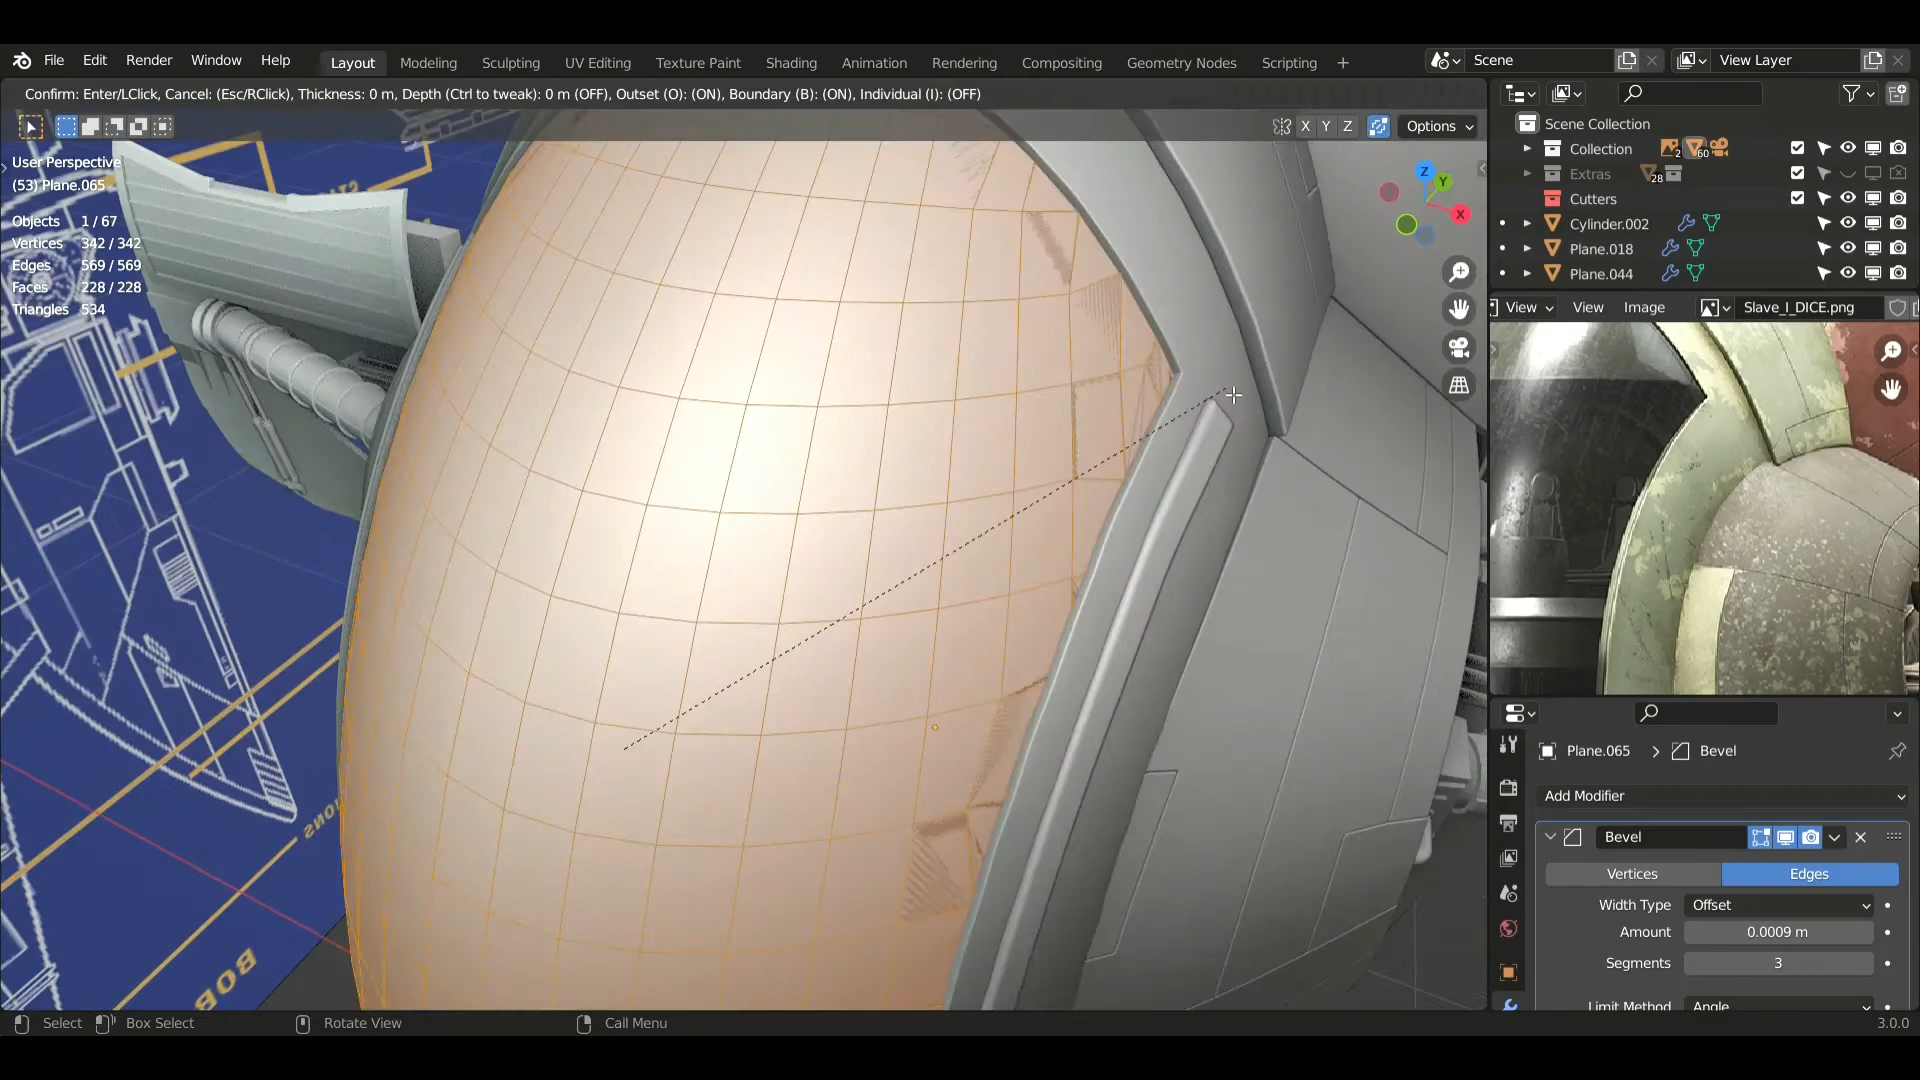 File Edit Render Window Help Layout Modeling Sculpting UV Editing Texture Paint Shading Animation Rendering Compositing Geometry Nodes Scripting + Scene View Layer
Confirm: Enter/LClick, Cancel: (Esc/RClick), Thickness: 0 m, Depth (Ctrl to tweak): 0 m (OFF), Outset (O): (ON), Boundary (B): (ON), Individual (I): (OFF)
X Y Z Options
User Perspective
(53) Plane.065
Objects 1 / 67
Vertices 342 / 342
Edges 569 / 569
Faces 228 / 228
Triangles 534
Z Y X
BOB
Scene Collection
Collection 2 60
Extras 28
Cutters
Cylinder.002
Plane.018
Plane.044
View View Image Slave_I_DICE.png
Plane.065 > Bevel
Add Modifier
Bevel
Vertices Edges
Width Type Offset
Amount 0.0009 m
Segments 3
Limit Method Angle
Select Box Select Rotate View Call Menu 3.0.0